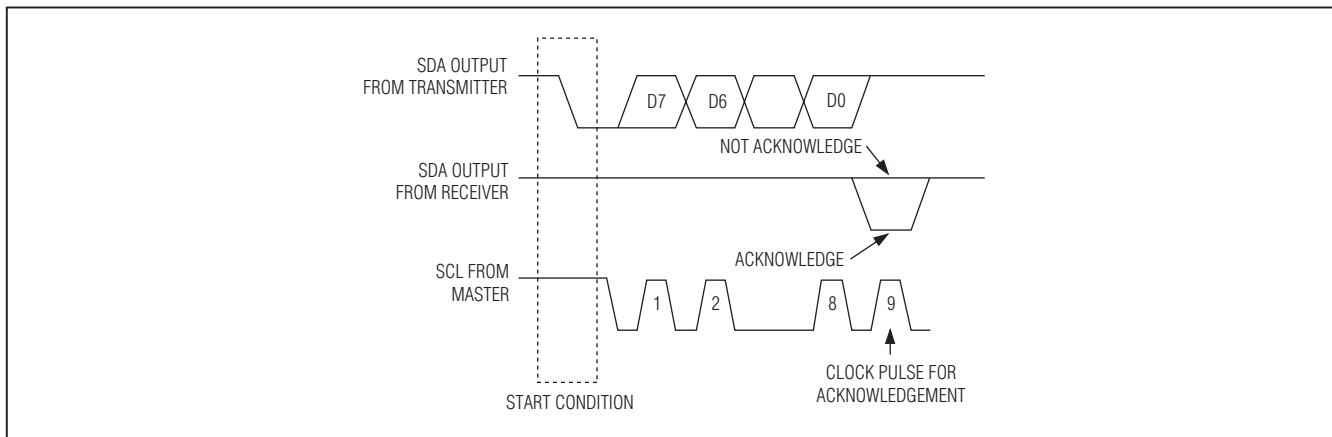 SDA OUTPUT
FROM TRANSMITTER
D7
D6
D0
NOT ACKNOWLEDGE
SDA OUTPUT
FROM RECEIVER
ACKNOWLEDGE
SCL FROM
MASTER
1
2
8
9
CLOCK PULSE FOR
ACKNOWLEDGEMENT
START CONDITION